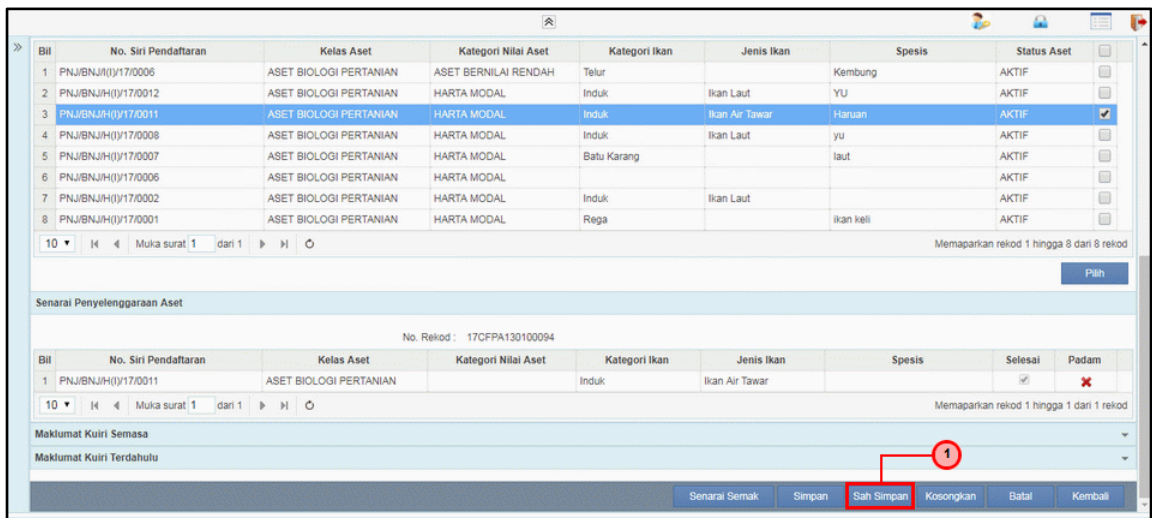 Bil No. Siri Pendaftaran Kelas Aset Kategori Nilai Aset Kategori Ikan Jenis Ikan Spesis Status Aset
1 PNJ/BNJ/I(I)/17/0006 ASET BIOLOGI PERTANIAN ASET BERNILAI RENDAH Telur Kembung AKTIF
2 PNJ/BNJ/H(I)/17/0012 ASET BIOLOGI PERTANIAN HARTA MODAL Induk Ikan Laut YU AKTIF
3 PNJ/BNJ/H(I)/17/0011 ASET BIOLOGI PERTANIAN HARTA MODAL Induk Ikan Air Tawar Haruan AKTIF
4 PNJ/BNJ/H(I)/17/0008 ASET BIOLOGI PERTANIAN HARTA MODAL Induk Ikan Laut yu AKTIF
5 PNJ/BNJ/H(I)/17/0007 ASET BIOLOGI PERTANIAN HARTA MODAL Batu Karang laut AKTIF
6 PNJ/BNJ/H(I)/17/0006 ASET BIOLOGI PERTANIAN HARTA MODAL AKTIF
7 PNJ/BNJ/H(I)/17/0002 ASET BIOLOGI PERTANIAN HARTA MODAL Induk Ikan Laut AKTIF
8 PNJ/BNJ/H(I)/17/0001 ASET BIOLOGI PERTANIAN HARTA MODAL Rega ikan keli AKTIF
10 Muka surat 1 dari 1 Memaparkan rekod 1 hingga 8 dari 8 rekod
Pilih
Senarai Penyelenggaraan Aset
No. Rekod : 17CFPA130100094
Bil No. Siri Pendaftaran Kelas Aset Kategori Nilai Aset Kategori Ikan Jenis Ikan Spesis Selesai Padam
1 PNJ/BNJ/H(I)/17/0011 ASET BIOLOGI PERTANIAN Induk Ikan Air Tawar
10 Muka surat 1 dari 1 Memaparkan rekod 1 hingga 1 dari 1 rekod
Maklumat Kuiri Semasa
Maklumat Kuiri Terdahulu
1
Senarai Semak Simpan Sah Simpan Kosongkan Batal Kembali